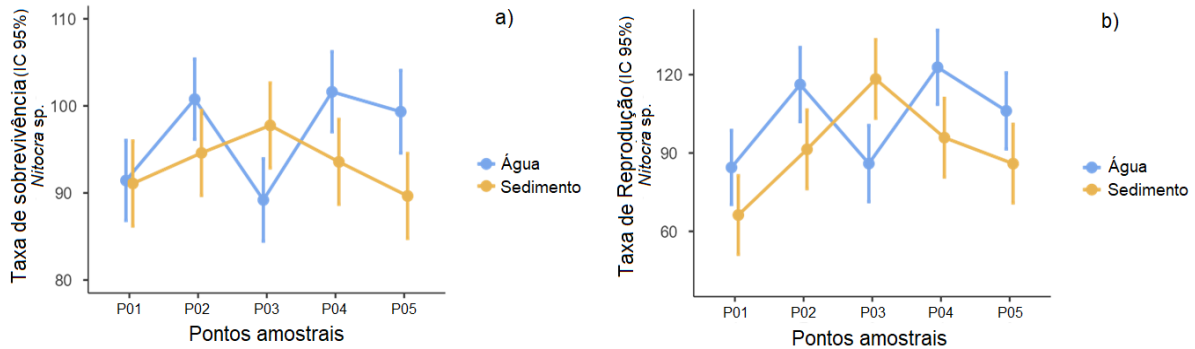 a)
Taxa de sobrevivência (IC 95%)
Nitocra sp.
110
100
90
80
P01 P02 P03 P04 P05
Pontos amostrais
Água
Sedimento
b)
Taxa de Reprodução (IC 95%)
Nitocra sp.
120
90
60
P01 P02 P03 P04 P05
Pontos amostrais
Água
Sedimento